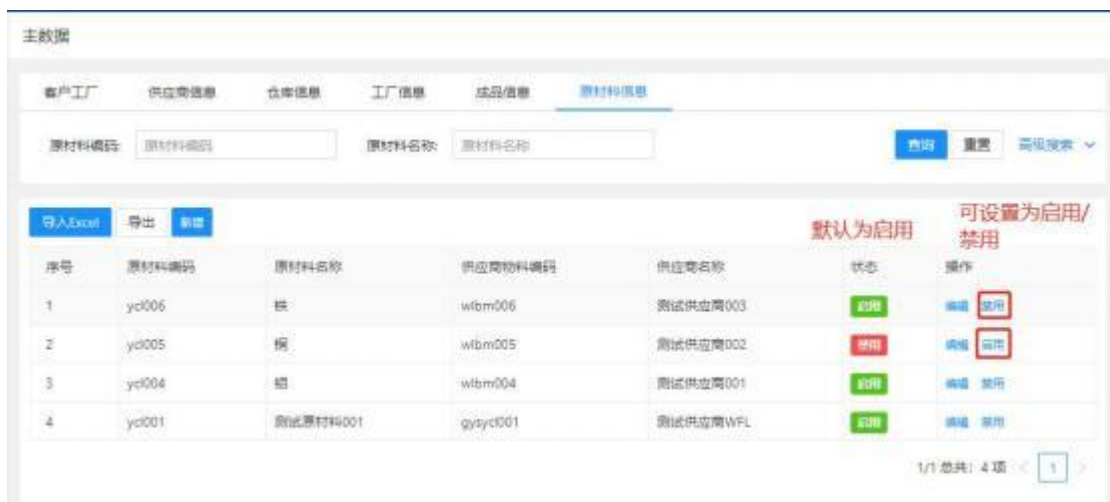 主数据
客户工厂 供应商信息 仓库信息 工厂信息 成品信息 原材料信息
原材料编码: 原材料编码 原材料名称: 原材料名称 查询 重置 高级搜索
导入Excel 导出 新增
默认为启用
可设置为启用/
禁用
序号 原材料编码 原材料名称 供应商物料编码 供应商名称 状态 操作
1 ycl006 铁 wlbm006 测试供应商003 启用 编辑 禁用
2 ycl005 铜 wlbm005 测试供应商002 禁用 编辑 启用
3 ycl004 铝 wlbm004 测试供应商001 启用 编辑 禁用
4 ycl001 测试原材料001 gysycl001 测试供应商WFL 启用 编辑 禁用
1/1 总共: 4 项 < 1 >